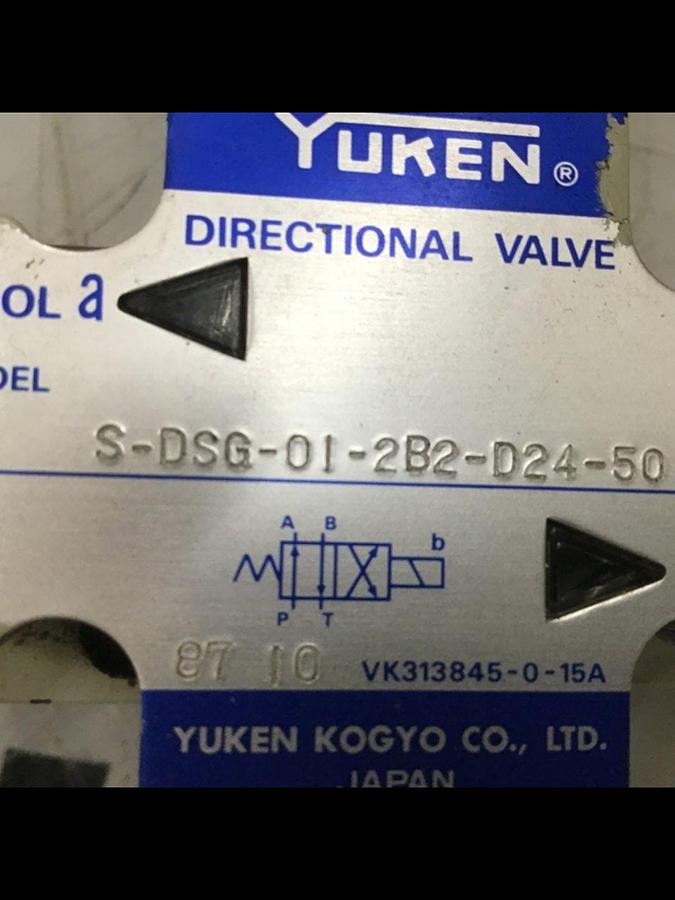 YUKEN®
DIRECTIONAL VALVE
OL a
DEL
S-DSG-01-2B2-D24-50
A B
b
P T
87 10 VK313845-0-15A
YUKEN KOGYO CO., LTD.
JAPAN